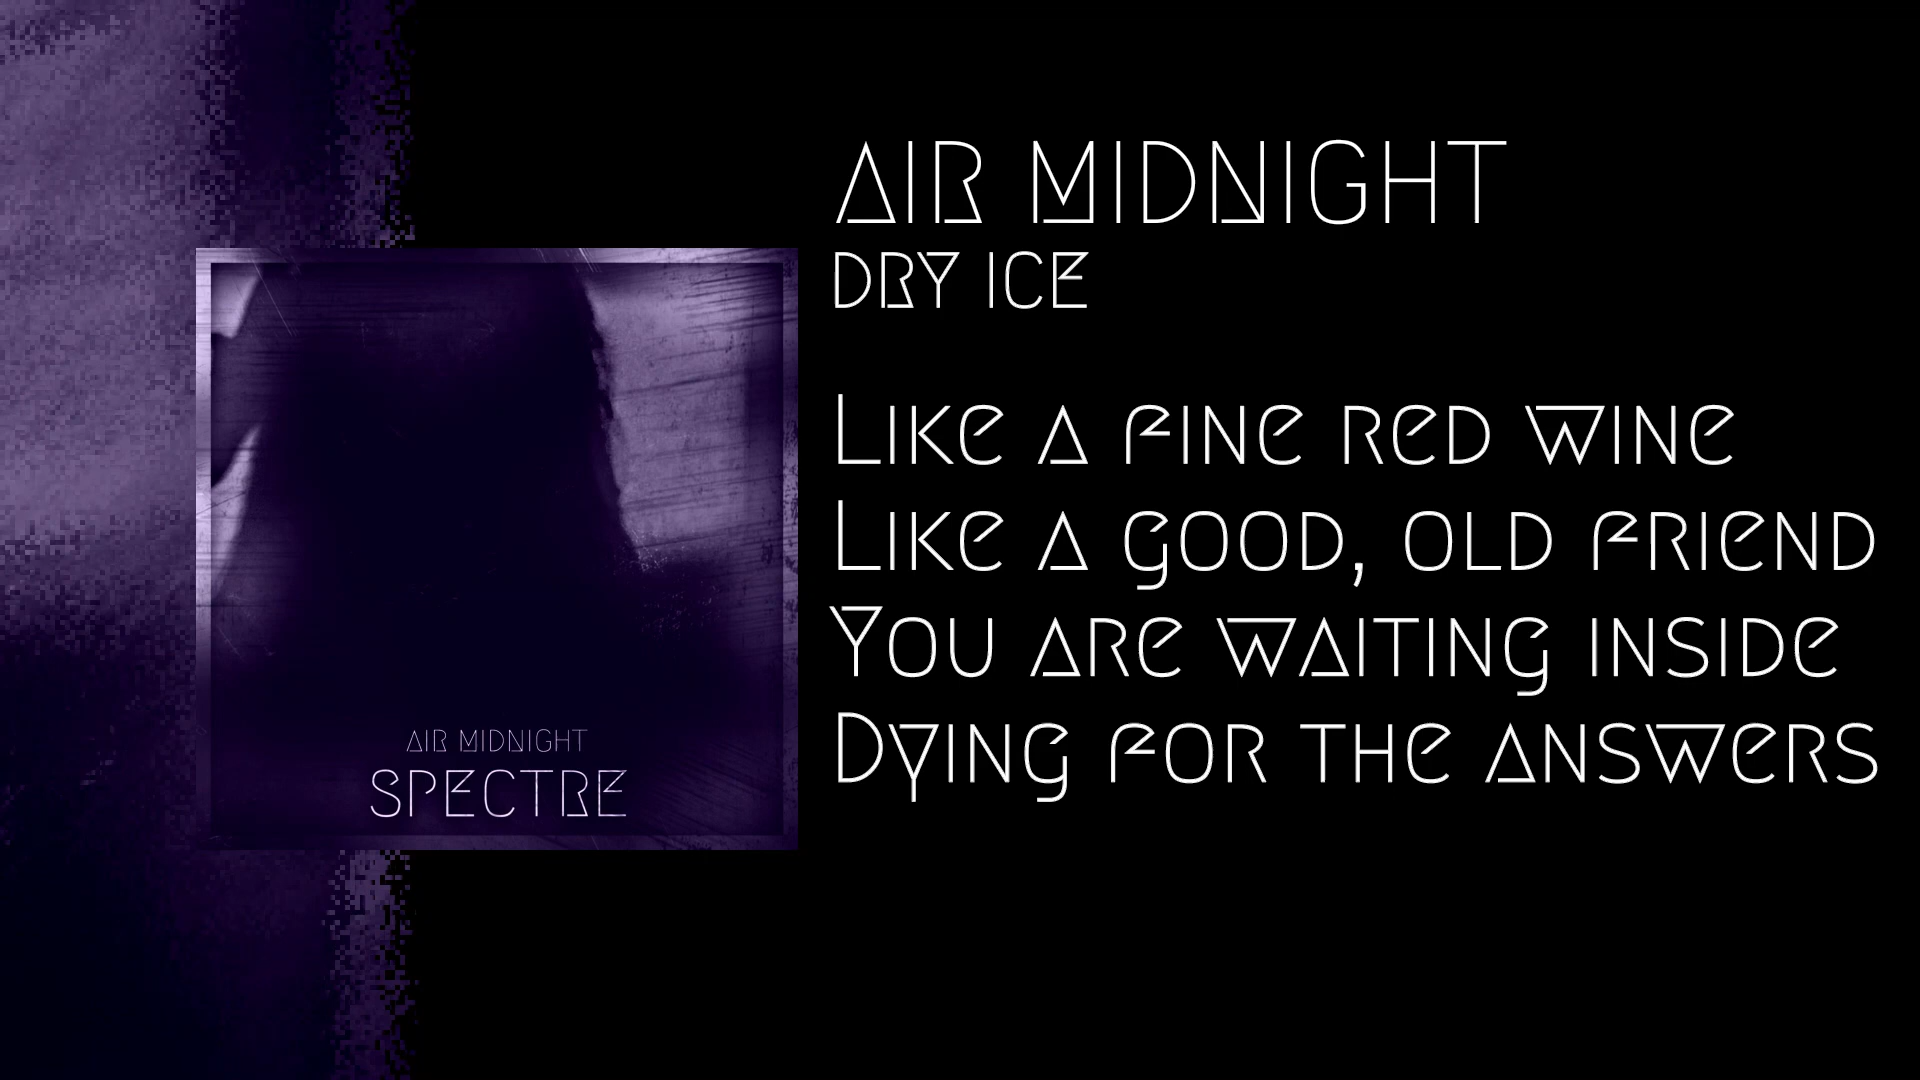 AIR MIDNIGHT
DRY ICE
Like a fine red wine
Like a good, old friend
You are waiting inside
Dying for the answers
AIR MIDNIGHT
SPECTRE